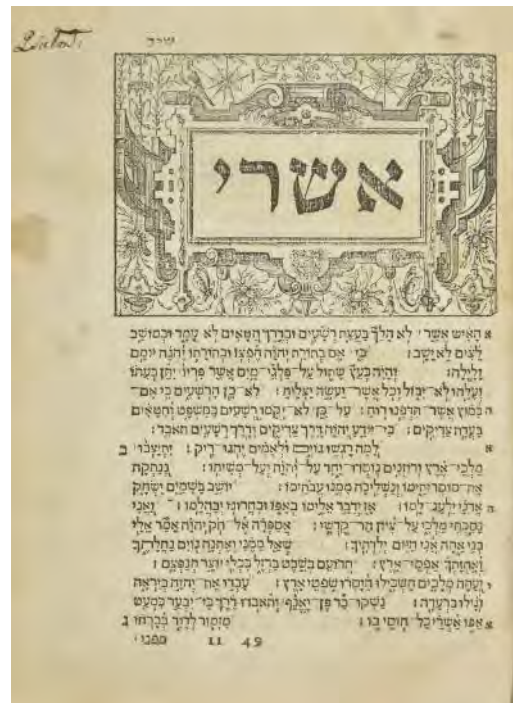 אשרי
א האיש אשר לא הלך בעצת רשעים ובדרך חטאים לא עמד ובמושב
לצים לא ישב: כי אם בתורת יהוה חפצו ובתורתו יהגה יומם
ולילה: והיה כעץ שתול על־פלגי מים אשר פריו יתן בעתו
ועלהו לא־יבול וכל אשר־יעשה יצליח: לא־כן הרשעים כי אם־
ה כמוץ אשר־תדפנו רוח: על־כן לא־יקמו רשעים במשפט וחטאים
בעדת צדיקים: כי־יודע יהוה דרך צדיקים ודרך רשעים תאבד:
א למה רגשו גוים ולאמים יהגו־ריק: יתיצבו ב
מלכי־ארץ ורוזנים נוסדו־יחד על־יהוה ועל־משיחו: ננתקה
את־מוסרותימו ונשליכה ממנו עבתימו: יושב בשמים ישחק
ה אדני ילעג־למו: אז ידבר אלימו באפו ובחרונו יבהלמו: ואני
נסכתי מלכי על־ציון הר־קדשי: אספרה אל חק יהוה אמר אלי
בני אתה אני היום ילדתיך: שאל ממני ואתנה גוים נחלתך
ואחזתך אפסי־ארץ: תרועם בשבט ברזל ככלי יוצר תנפצם:
י ועתה מלכים השכילו הוסרו שפטי ארץ: עבדו את־יהוה ביראה
וגילו ברעדה: נשקו־בר פן־יאנף ותאבדו דרך כי־יבער כמעט
א אפו אשרי כל־חוסי בו: מזמור לדוד בברחו ג
11 49 מפני